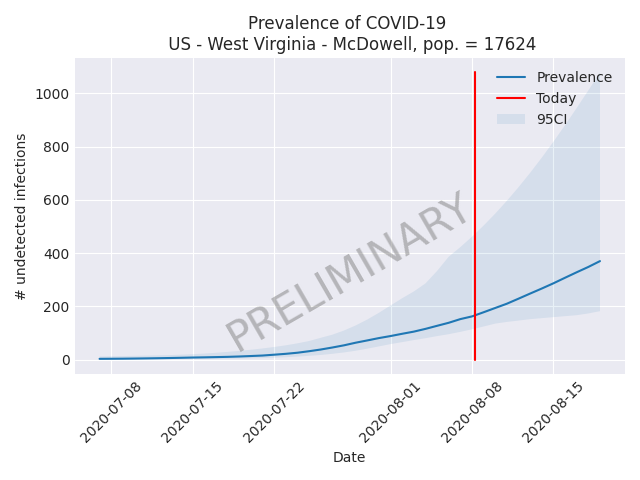 Prevalence of COVID-19
US - West Virginia - McDowell, pop. = 17624
Prevalence
Today
95CI
1000
800
600
400
200
0
# undetected infections
PRELIMINARY
2020-07-08
2020-07-15
2020-07-22
2020-08-01
2020-08-08
2020-08-15
Date